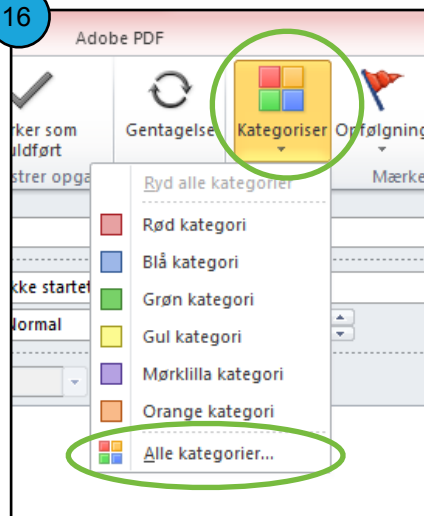 16
Adobe PDF
rker som
uldført
Gentagelse
Kategoriser
Opfølgning
strer opga
Mærke
Ryd alle kategorier
Rød kategori
Blå kategori
kke startet
Grøn kategori
Normal
Gul kategori
Mørklilla kategori
Orange kategori
Alle kategorier...